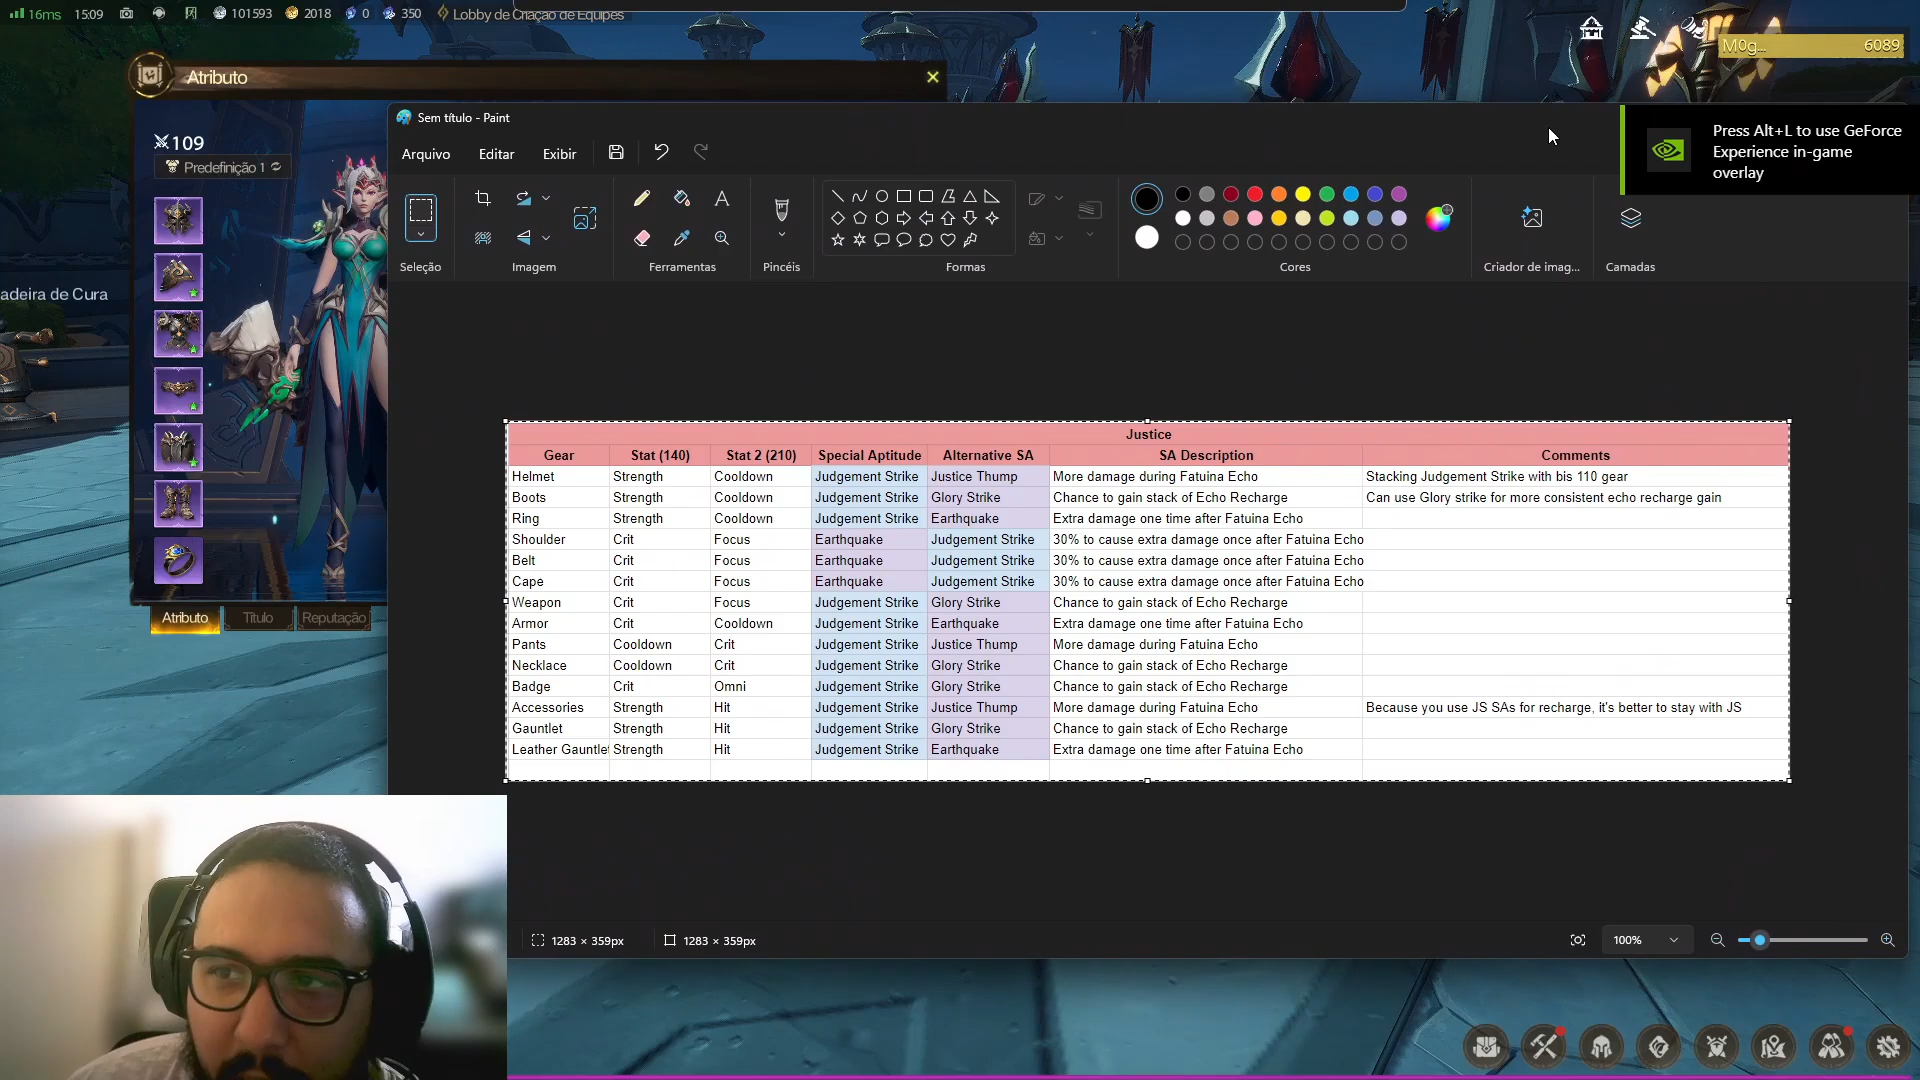 16ms 15:09 101593 2018 0 350 Lobby de Criação de Equipes
M0g... 6089
Atributo
109
Predefinição 1
adeira de Cura
Atributo Título Reputação
Press Alt+L to use GeForce
Experience in-game
overlay
Sem título - Paint
Arquivo Editar Exibir
Seleção Imagem Ferramentas Pincéis Formas Cores Criador de imag... Camadas
Justice
Gear Stat (140) Stat 2 (210) Special Aptitude Alternative SA SA Description Comments
Helmet Strength Cooldown Judgement Strike Justice Thump More damage during Fatuina Echo Stacking Judgement Strike with bis 110 gear
Boots Strength Cooldown Judgement Strike Glory Strike Chance to gain stack of Echo Recharge Can use Glory strike for more consistent echo recharge gain
Ring Strength Cooldown Judgement Strike Earthquake Extra damage one time after Fatuina Echo
Shoulder Crit Focus Earthquake Judgement Strike 30% to cause extra damage once after Fatuina Echo
Belt Crit Focus Earthquake Judgement Strike 30% to cause extra damage once after Fatuina Echo
Cape Crit Focus Earthquake Judgement Strike 30% to cause extra damage once after Fatuina Echo
Weapon Crit Focus Judgement Strike Glory Strike Chance to gain stack of Echo Recharge
Armor Crit Cooldown Judgement Strike Earthquake Extra damage one time after Fatuina Echo
Pants Cooldown Crit Judgement Strike Justice Thump More damage during Fatuina Echo
Necklace Cooldown Crit Judgement Strike Glory Strike Chance to gain stack of Echo Recharge
Badge Crit Omni Judgement Strike Glory Strike Chance to gain stack of Echo Recharge
Accessories Strength Hit Judgement Strike Justice Thump More damage during Fatuina Echo Because you use JS SAs for recharge, it's better to stay with JS
Gauntlet Strength Hit Judgement Strike Glory Strike Chance to gain stack of Echo Recharge
Leather Gauntlet Strength Hit Judgement Strike Earthquake Extra damage one time after Fatuina Echo
1283 × 359px 1283 × 359px 100%